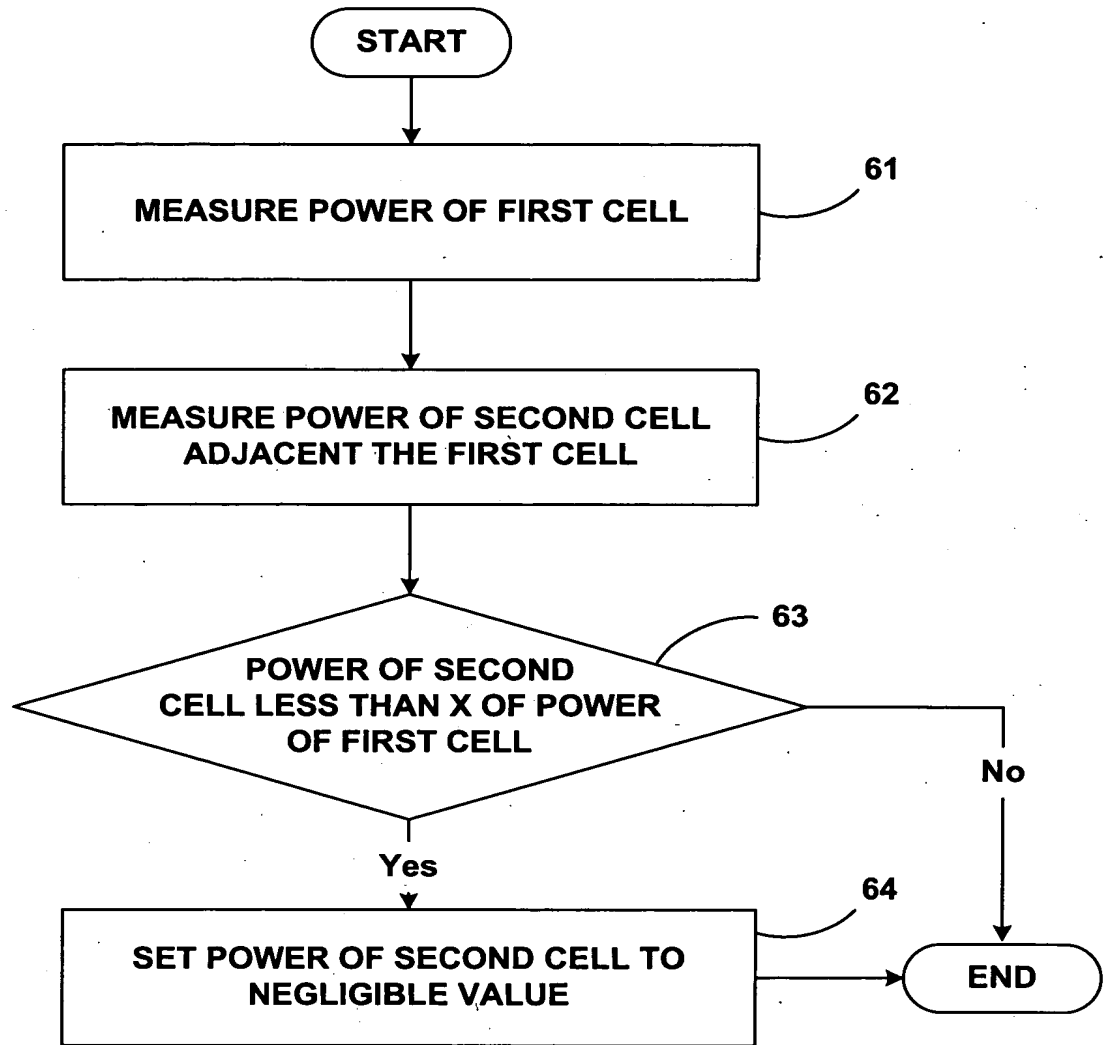 START
MEASURE POWER OF FIRST CELL
61
MEASURE POWER OF SECOND CELL
ADJACENT THE FIRST CELL
62
POWER OF SECOND
CELL LESS THAN X OF POWER
OF FIRST CELL
63
No
Yes
SET POWER OF SECOND CELL TO
NEGLIGIBLE VALUE
64
END